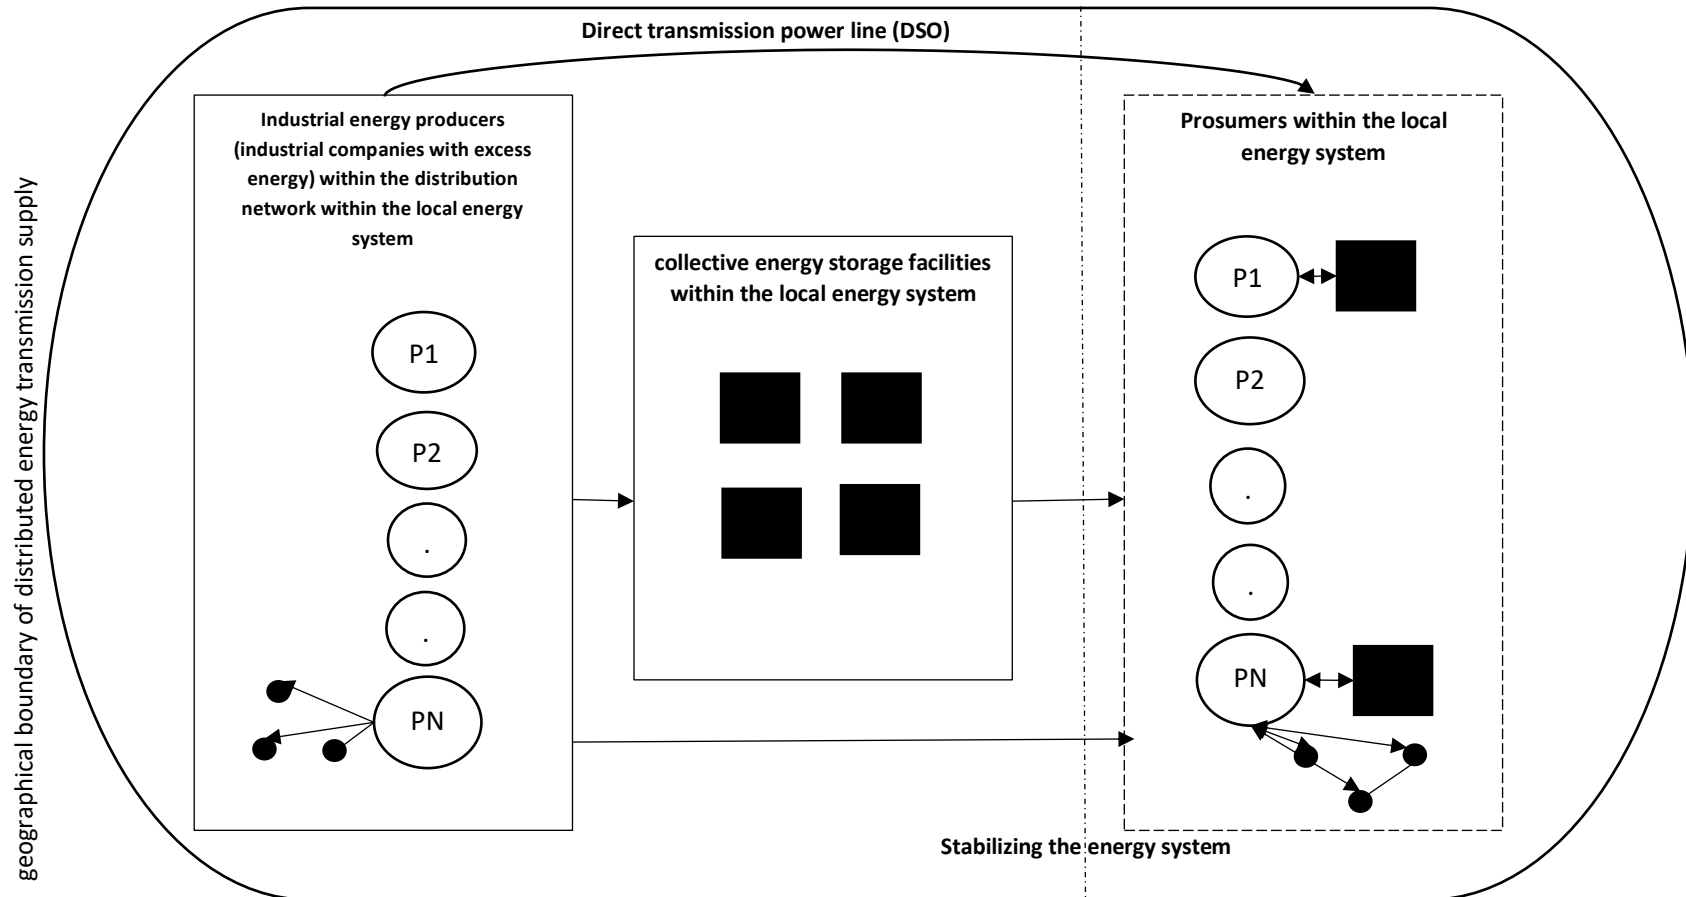 Direct transmission power line (DSO)
geographical boundary of distributed energy transmission supply
Industrial energy producers
(industrial companies with excess
energy) within the distribution
network within the local energy
system
P1
P2
.
.
PN
collective energy storage facilities
within the local energy system
Prosumers within the local
energy system
P1
P2
.
.
PN
Stabilizing the energy system